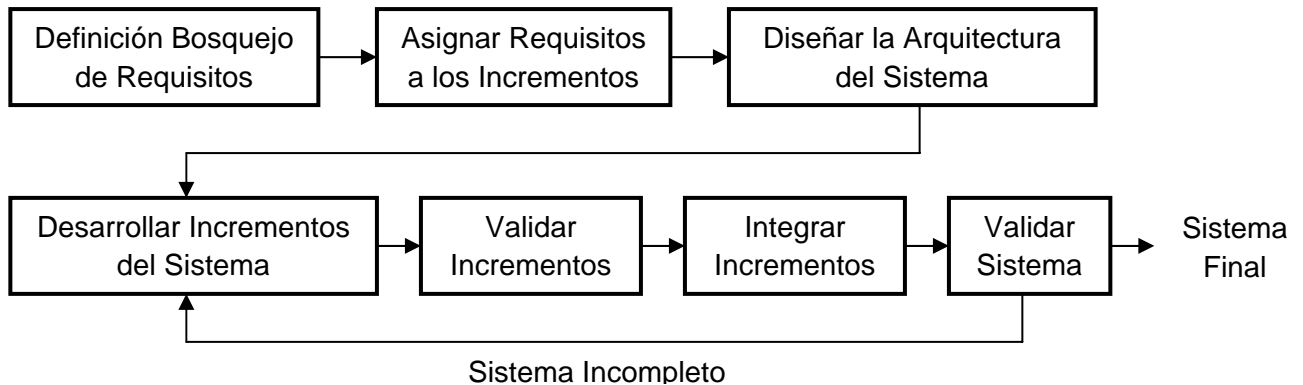 Definición Bosquejo
de Requisitos
Asignar Requisitos
a los Incrementos
Diseñar la Arquitectura
del Sistema
Desarrollar Incrementos
del Sistema
Validar
Incrementos
Integrar
Incrementos
Validar
Sistema
Sistema
Final
Sistema Incompleto